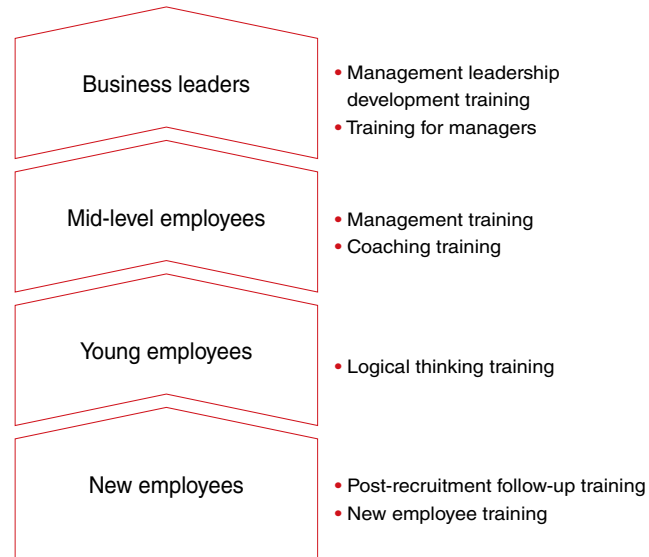 Business leaders
• Management leadership
development training
• Training for managers
Mid-level employees
• Management training
• Coaching training
Young employees
• Logical thinking training
New employees
• Post-recruitment follow-up training
• New employee training